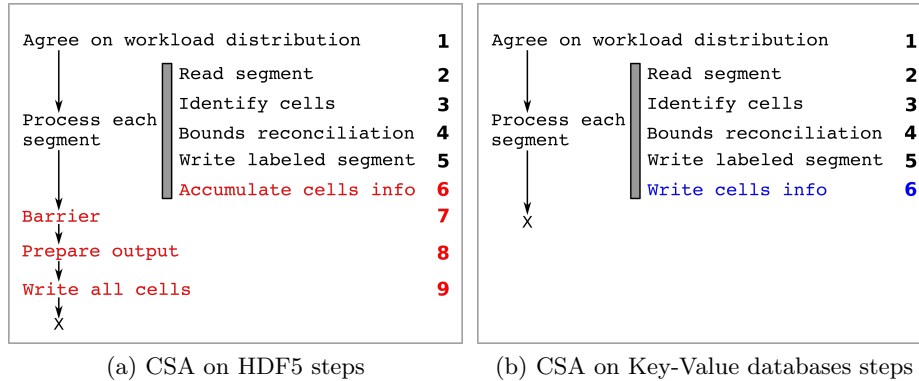 Agree on workload distribution 1
Read segment 2
Identify cells 3
Process each
segment
Bounds reconciliation 4
Write labeled segment 5
Accumulate cells info 6
Barrier 7
Prepare output 8
Write all cells 9
X
(a) CSA on HDF5 steps
Agree on workload distribution 1
Read segment 2
Identify cells 3
Process each
segment
Bounds reconciliation 4
Write labeled segment 5
Write cells info 6
X
(b) CSA on Key-Value databases steps